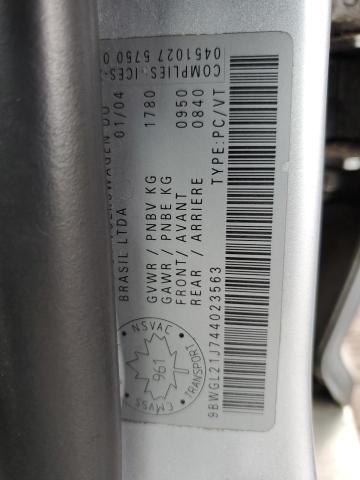 VOLKSWAGEN DO
BRASIL LTDA 01/04
GVWR / PNBV KG 1780
GAWR / PNBE KG
FRONT/ AVANT 0950
REAR / ARRIERE 0840
TYPE:PC/VT
9BWGL21J744023563
NSVAC
961
TRANSPORT
CMVSS
COMPLIES-ICES-
0451027 5750 0